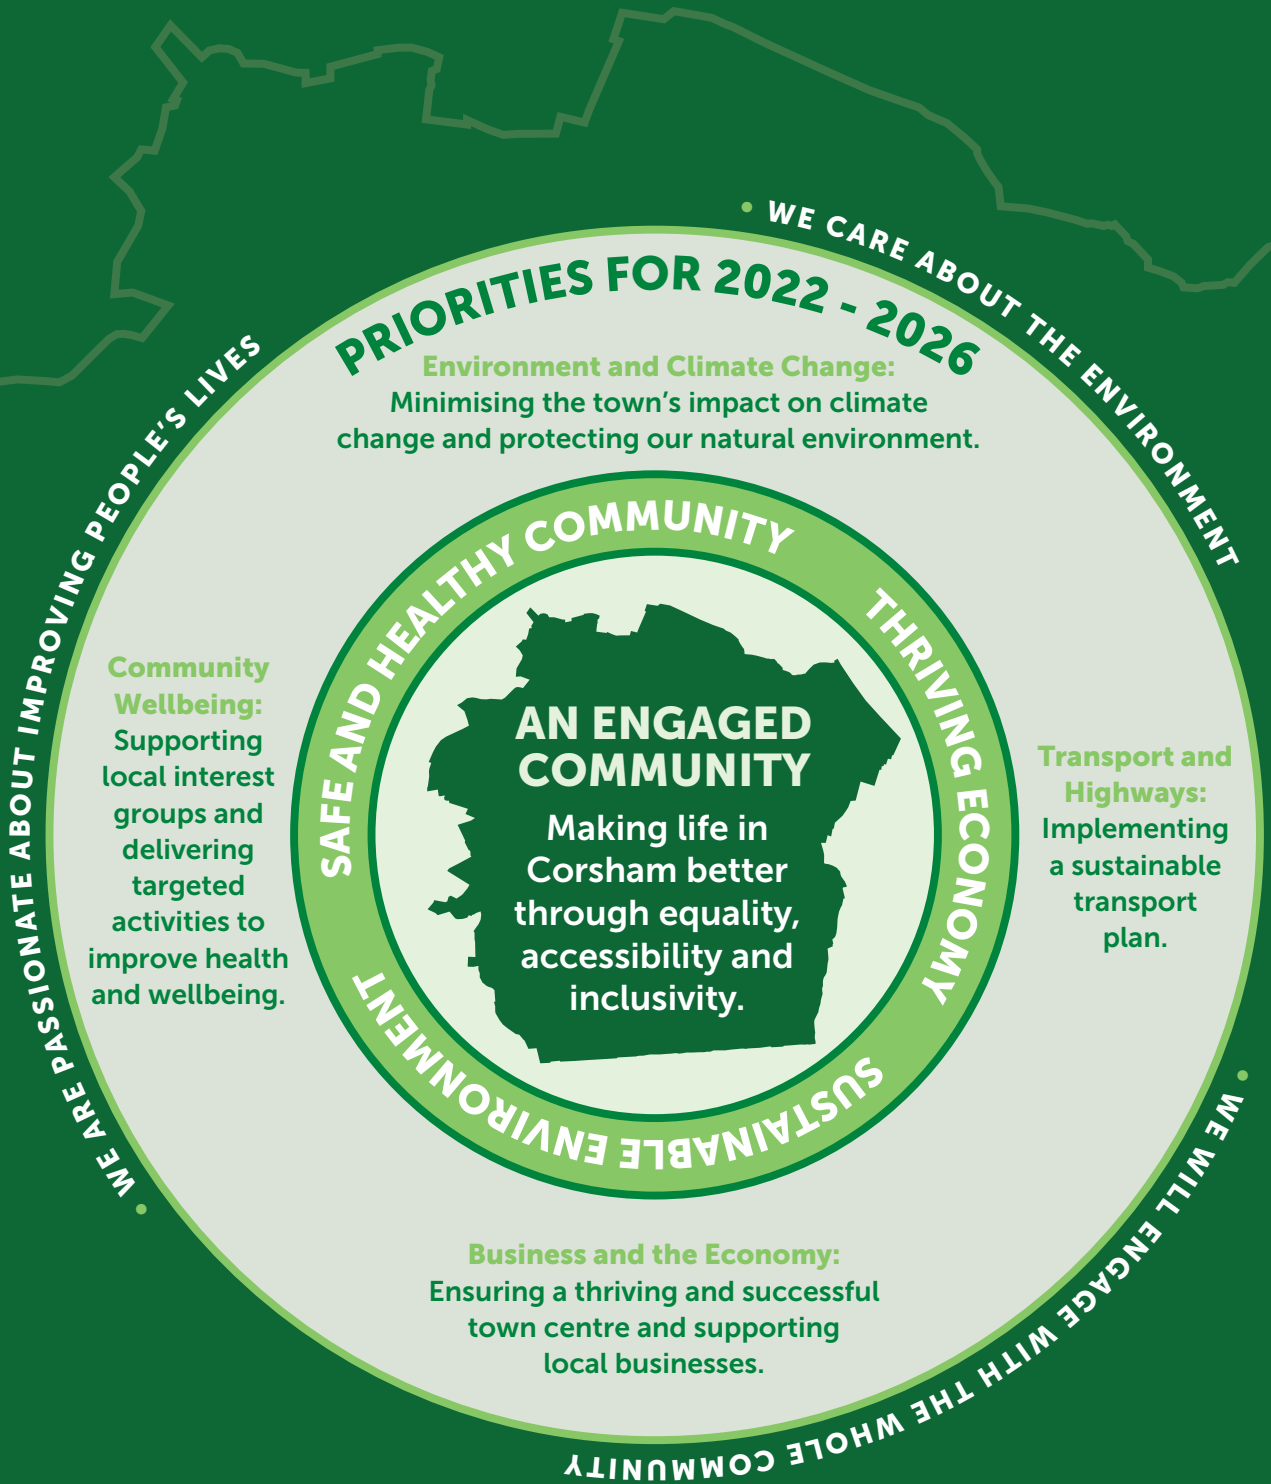 • WE CARE ABOUT THE ENVIRONMENT
• WE WILL ENGAGE WITH THE WHOLE COMMUNITY
• WE ARE PASSIONATE ABOUT IMPROVING PEOPLE'S LIVES
PRIORITIES FOR 2022 - 2026
Environment and Climate Change:
Minimising the town's impact on climate
change and protecting our natural environment.
Transport and
Highways:
Implementing
a sustainable
transport
plan.
Business and the Economy:
Ensuring a thriving and successful
town centre and supporting
local businesses.
Community
Wellbeing:
Supporting
local interest
groups and
delivering
targeted
activities to
improve health
and wellbeing.
SAFE AND HEALTHY COMMUNITY
THRIVING ECONOMY
SUSTAINABLE ENVIRONMENT
AN ENGAGED
COMMUNITY
Making life in
Corsham better
through equality,
accessibility and
inclusivity.